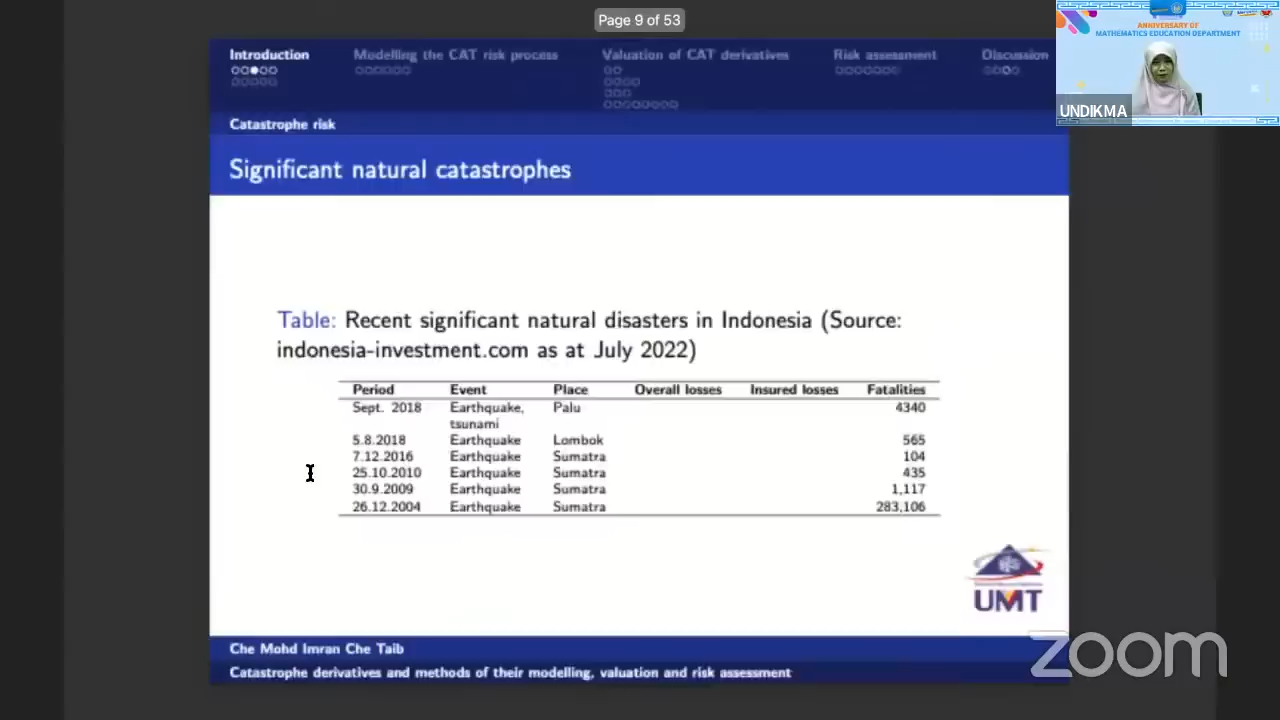 Page 9 of 53
ANNIVERSARY OF
MATHEMATICS EDUCATION DEPARTMENT
UNDIKMA
Introduction Modelling the CAT risk process Valuation of CAT derivatives Risk assessment Discussion
Catastrophe risk
Significant natural catastrophes
Table: Recent significant natural disasters in Indonesia (Source:
indonesia-investment.com as at July 2022)
Period Event Place Overall losses Insured losses Fatalities
Sept. 2018 Earthquake, Palu 4340
tsunami
5.8.2018 Earthquake Lombok 565
7.12.2016 Earthquake Sumatra 104
25.10.2010 Earthquake Sumatra 435
30.9.2009 Earthquake Sumatra 1,117
26.12.2004 Earthquake Sumatra 283,106
UMT
Che Mohd Imran Che Taib
Catastrophe derivatives and methods of their modelling, valuation and risk assessment
zoom